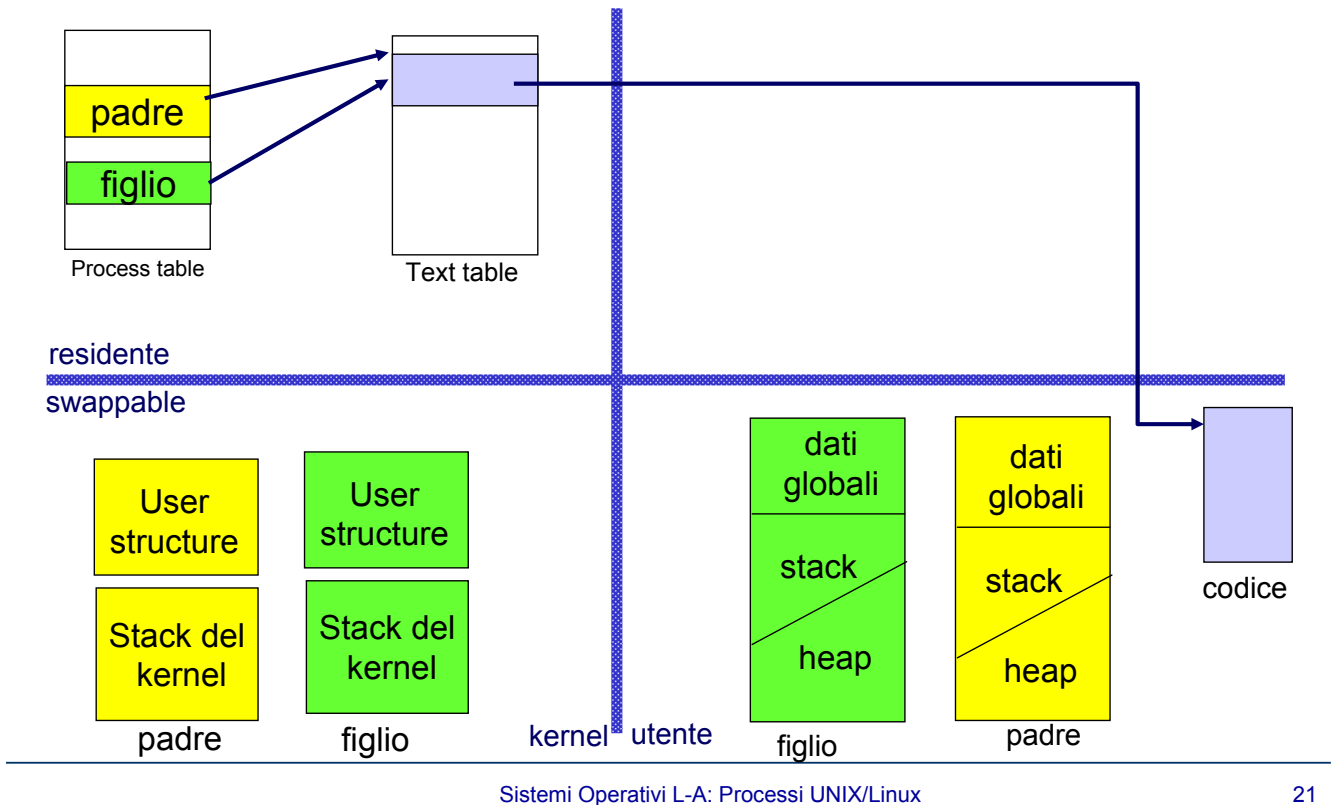 padre
figlio
Process table
Text table
residente
swappable
User
structure
Stack del
kernel
padre
User
structure
Stack del
kernel
figlio
kernel
utente
dati
globali
stack
heap
figlio
dati
globali
stack
heap
padre
codice
Sistemi Operativi L-A: Processi UNIX/Linux
21